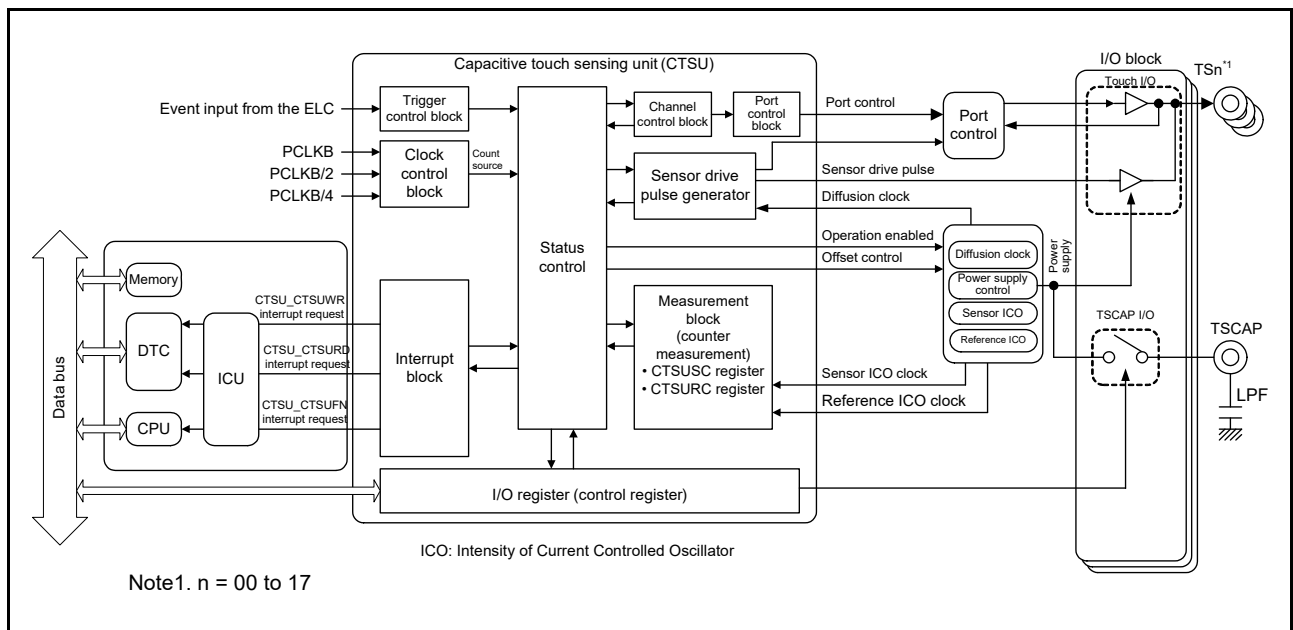 Capacitive touch sensing unit (CTSU)
I/O block
TSn*1
Touch I/O
Event input from the ELC
Trigger
control block
Channel
control block
Port
control
block
Port control
Port
control
PCLKB
PCLKB/2
PCLKB/4
Clock
control
block
Count
source
Sensor drive
pulse generator
Sensor drive pulse
Diffusion clock
Status
control
Operation enabled
Offset control
Diffusion clock
Power supply
control
Sensor ICO
Reference ICO
Power
supply
Data bus
Memory
DTC
CPU
ICU
CTSU_CTSUWR
interrupt request
CTSU_CTSURD
interrupt request
CTSU_CTSUFN
interrupt request
Interrupt
block
Measurement
block
(counter
measurement)
• CTSUSC register
• CTSURC register
Sensor ICO clock
Reference ICO clock
TSCAP I/O
TSCAP
LPF
I/O register (control register)
ICO: Intensity of Current Controlled Oscillator
Note1. n = 00 to 17